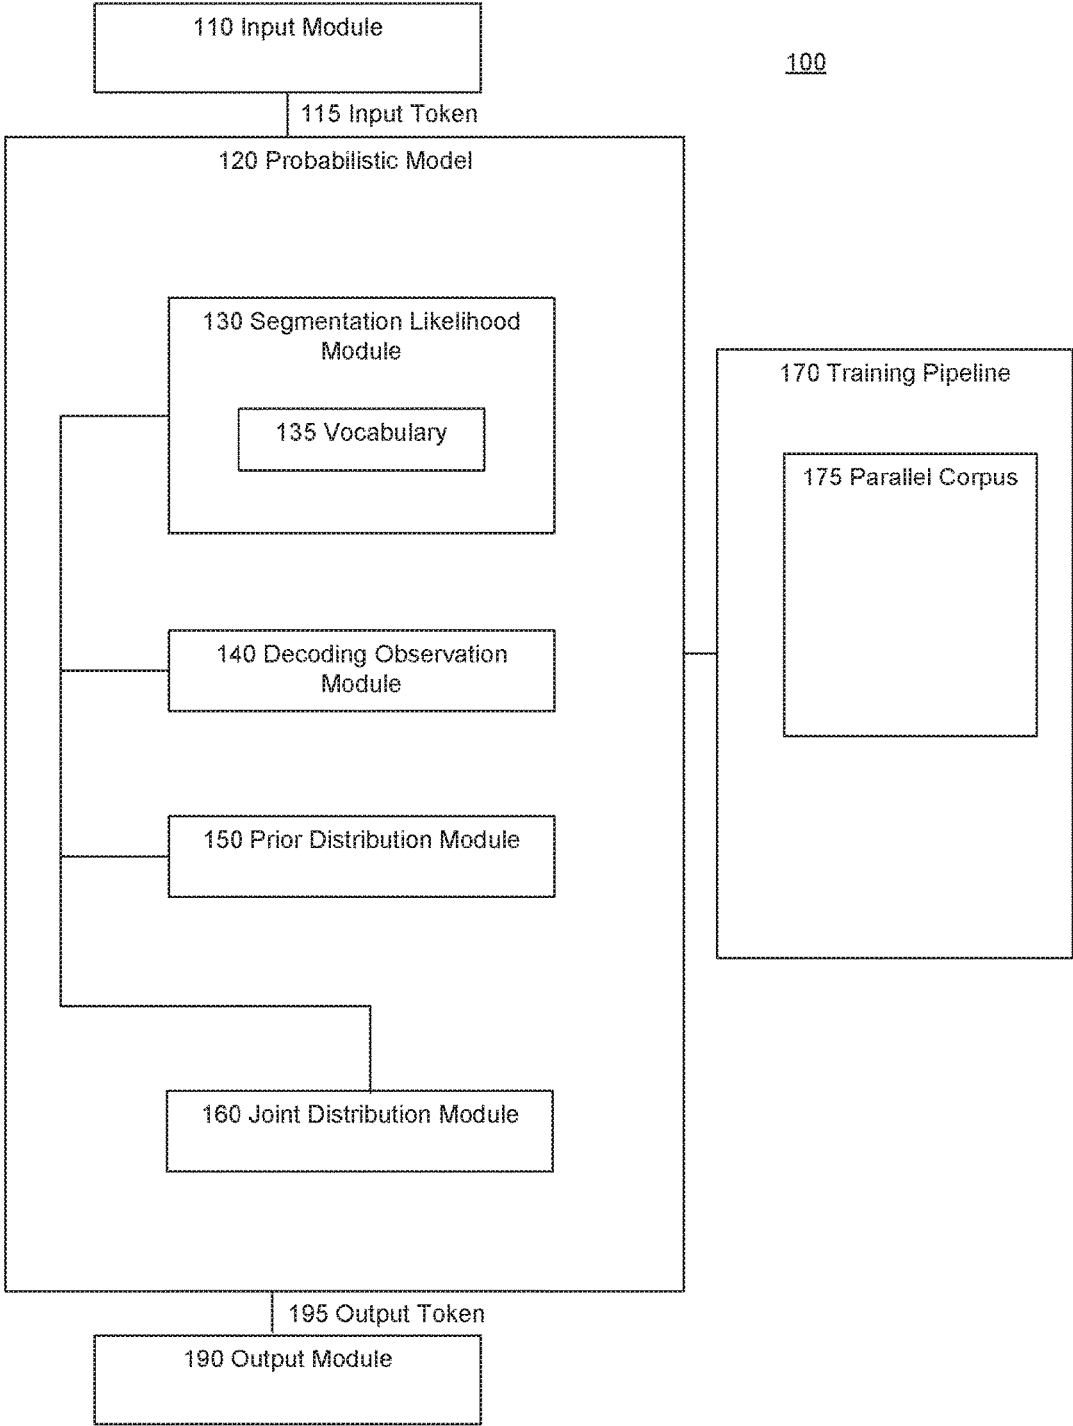 110 Input Module
100
115 Input Token
120 Probabilistic Model
130 Segmentation Likelihood
Module
135 Vocabulary
170 Training Pipeline
175 Parallel Corpus
140 Decoding Observation
Module
150 Prior Distribution Module
160 Joint Distribution Module
195 Output Token
190 Output Module